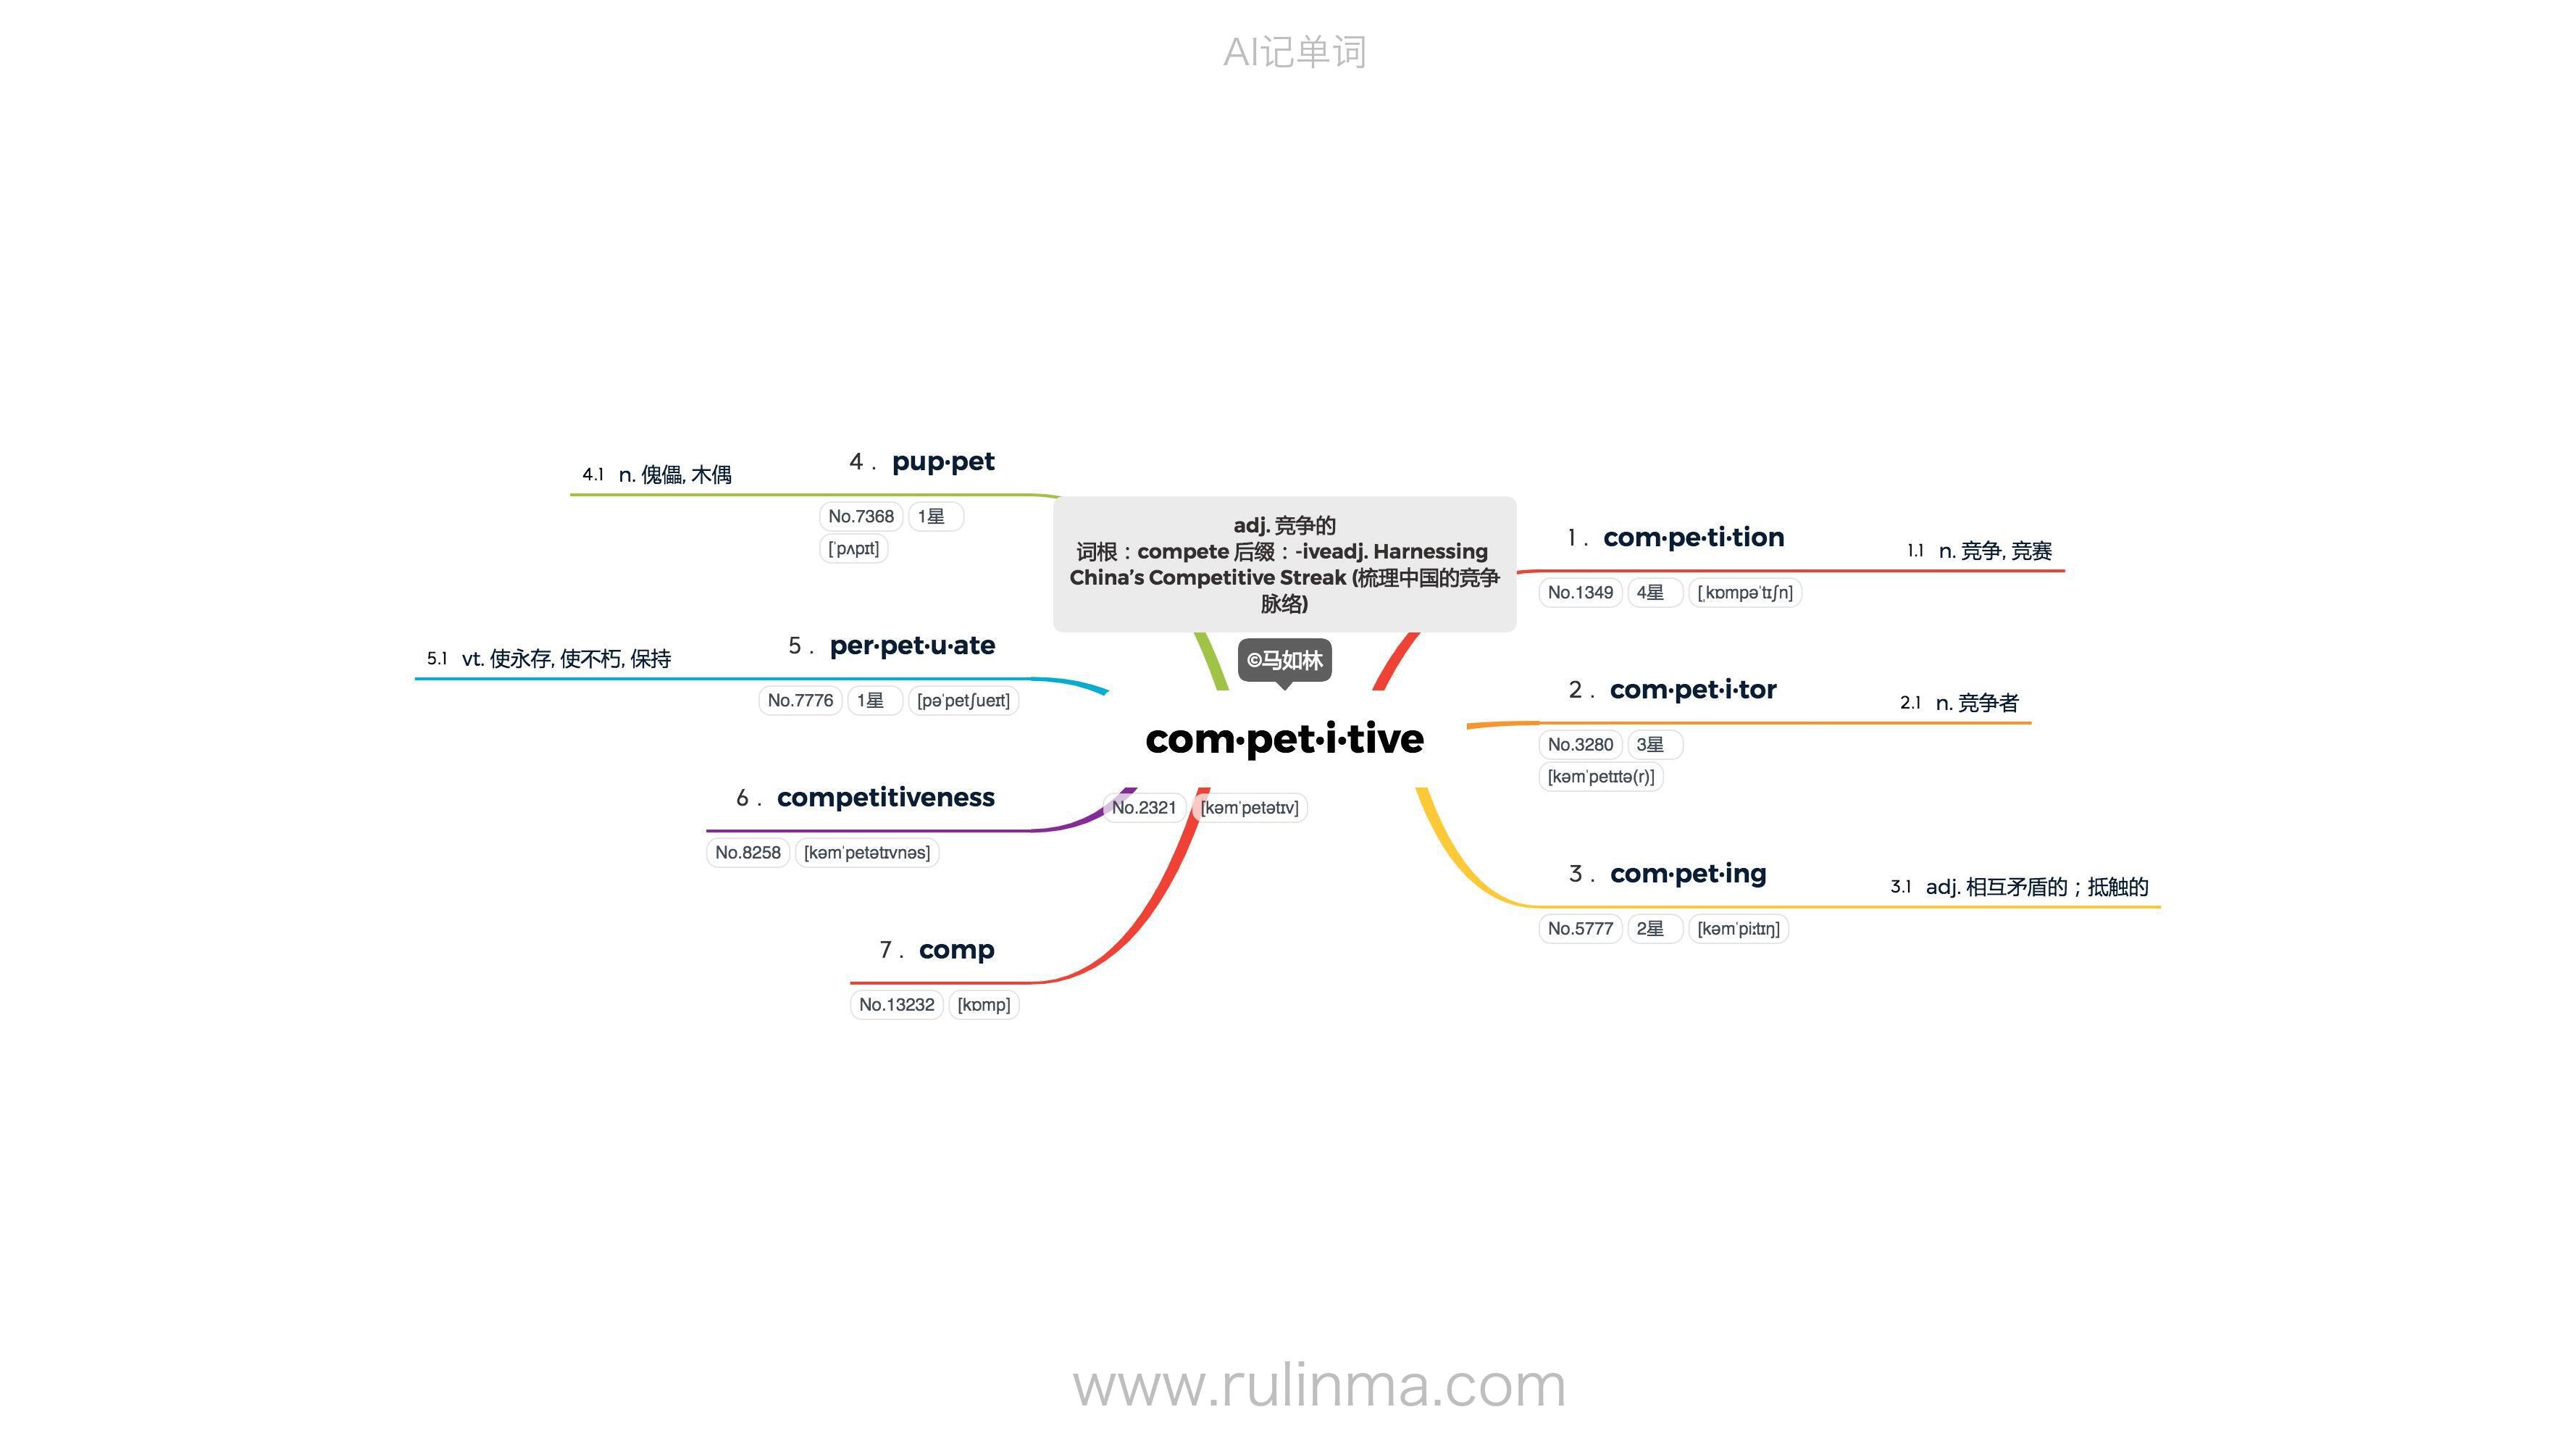 AI记单词
adj. 竞争的
词根：compete 后缀：-iveadj. Harnessing
China’s Competitive Streak (梳理中国的竞争
脉络)
©马如林
com·pet·i·tive
No.2321 [kəmˈpetətɪv]
1 . com·pe·ti·tion
1.1 n. 竞争, 竞赛
No.1349 4星 [ˌkɒmpəˈtɪʃn]
2 . com·pet·i·tor
2.1 n. 竞争者
No.3280 3星
[kəmˈpetɪtə(r)]
3 . com·pet·ing
3.1 adj. 相互矛盾的；抵触的
No.5777 2星 [kəmˈpiːtɪŋ]
4 . pup·pet
4.1 n. 傀儡, 木偶
No.7368 1星
[ˈpʌpɪt]
5 . per·pet·u·ate
5.1 vt. 使永存, 使不朽, 保持
No.7776 1星 [pəˈpetʃueɪt]
6 . competitiveness
No.8258 [kəmˈpetətɪvnəs]
7 . comp
No.13232 [kɒmp]
www.rulinma.com